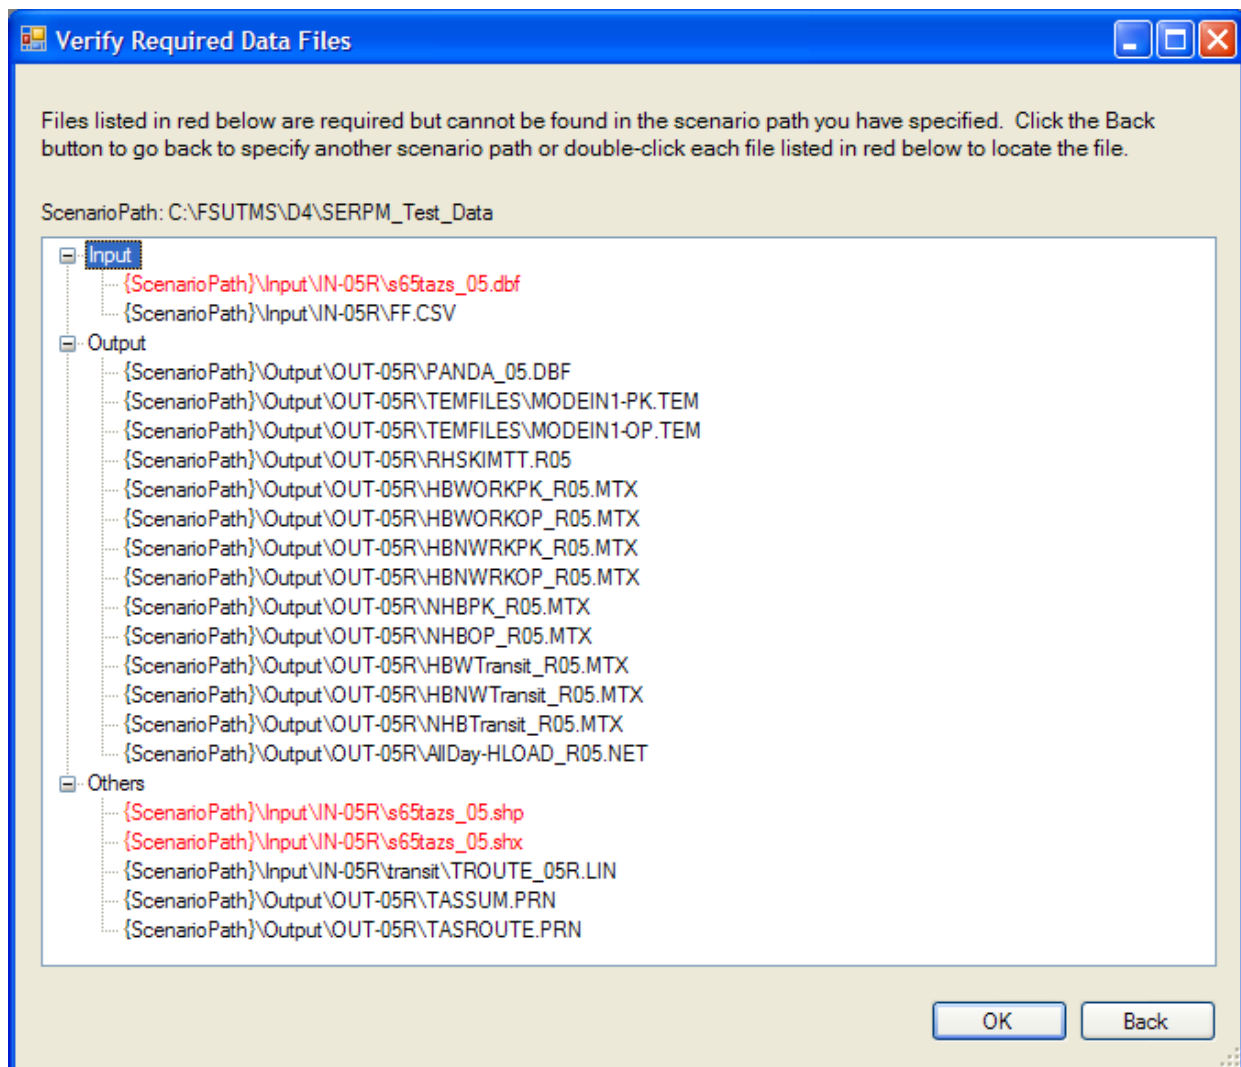 Verify Required Data Files
Files listed in red below are required but cannot be found in the scenario path you have specified.  Click the Back
button to go back to specify another scenario path or double-click each file listed in red below to locate the file.
ScenarioPath: C:\FSUTMS\D4\SERPM_Test_Data
Input
{ScenarioPath}\Input\IN-05R\s65tazs_05.dbf
{ScenarioPath}\Input\IN-05R\FF.CSV
Output
{ScenarioPath}\Output\OUT-05R\PANDA_05.DBF
{ScenarioPath}\Output\OUT-05R\TEMFILES\MODEIN1-PK.TEM
{ScenarioPath}\Output\OUT-05R\TEMFILES\MODEIN1-OP.TEM
{ScenarioPath}\Output\OUT-05R\RHSKIMTT.R05
{ScenarioPath}\Output\OUT-05R\HBWORKPK_R05.MTX
{ScenarioPath}\Output\OUT-05R\HBWORKOP_R05.MTX
{ScenarioPath}\Output\OUT-05R\HBNWRKPK_R05.MTX
{ScenarioPath}\Output\OUT-05R\HBNWRKOP_R05.MTX
{ScenarioPath}\Output\OUT-05R\NHBPK_R05.MTX
{ScenarioPath}\Output\OUT-05R\NHBOP_R05.MTX
{ScenarioPath}\Output\OUT-05R\HBWTransit_R05.MTX
{ScenarioPath}\Output\OUT-05R\HBNWTransit_R05.MTX
{ScenarioPath}\Output\OUT-05R\NHBTransit_R05.MTX
{ScenarioPath}\Output\OUT-05R\AllDay-HLOAD_R05.NET
Others
{ScenarioPath}\Input\IN-05R\s65tazs_05.shp
{ScenarioPath}\Input\IN-05R\s65tazs_05.shx
{ScenarioPath}\Input\IN-05R\transit\TROUTE_05R.LIN
{ScenarioPath}\Output\OUT-05R\TASSUM.PRN
{ScenarioPath}\Output\OUT-05R\TASROUTE.PRN
OK
Back